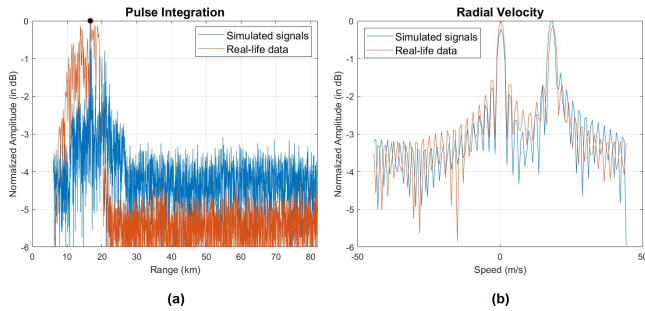 Pulse Integration
Normalized Amplitude (in dB)
0
-1
-2
-3
-4
-5
-6
Simulated signals
Real-life data
0 10 20 30 40 50 60 70 80
Range (km)
(a)
Radial Velocity
Normalized Amplitude (in dB)
0
-1
-2
-3
-4
-5
-6
Simulated signals
Real-life data
-50 0 50
Speed (m/s)
(b)